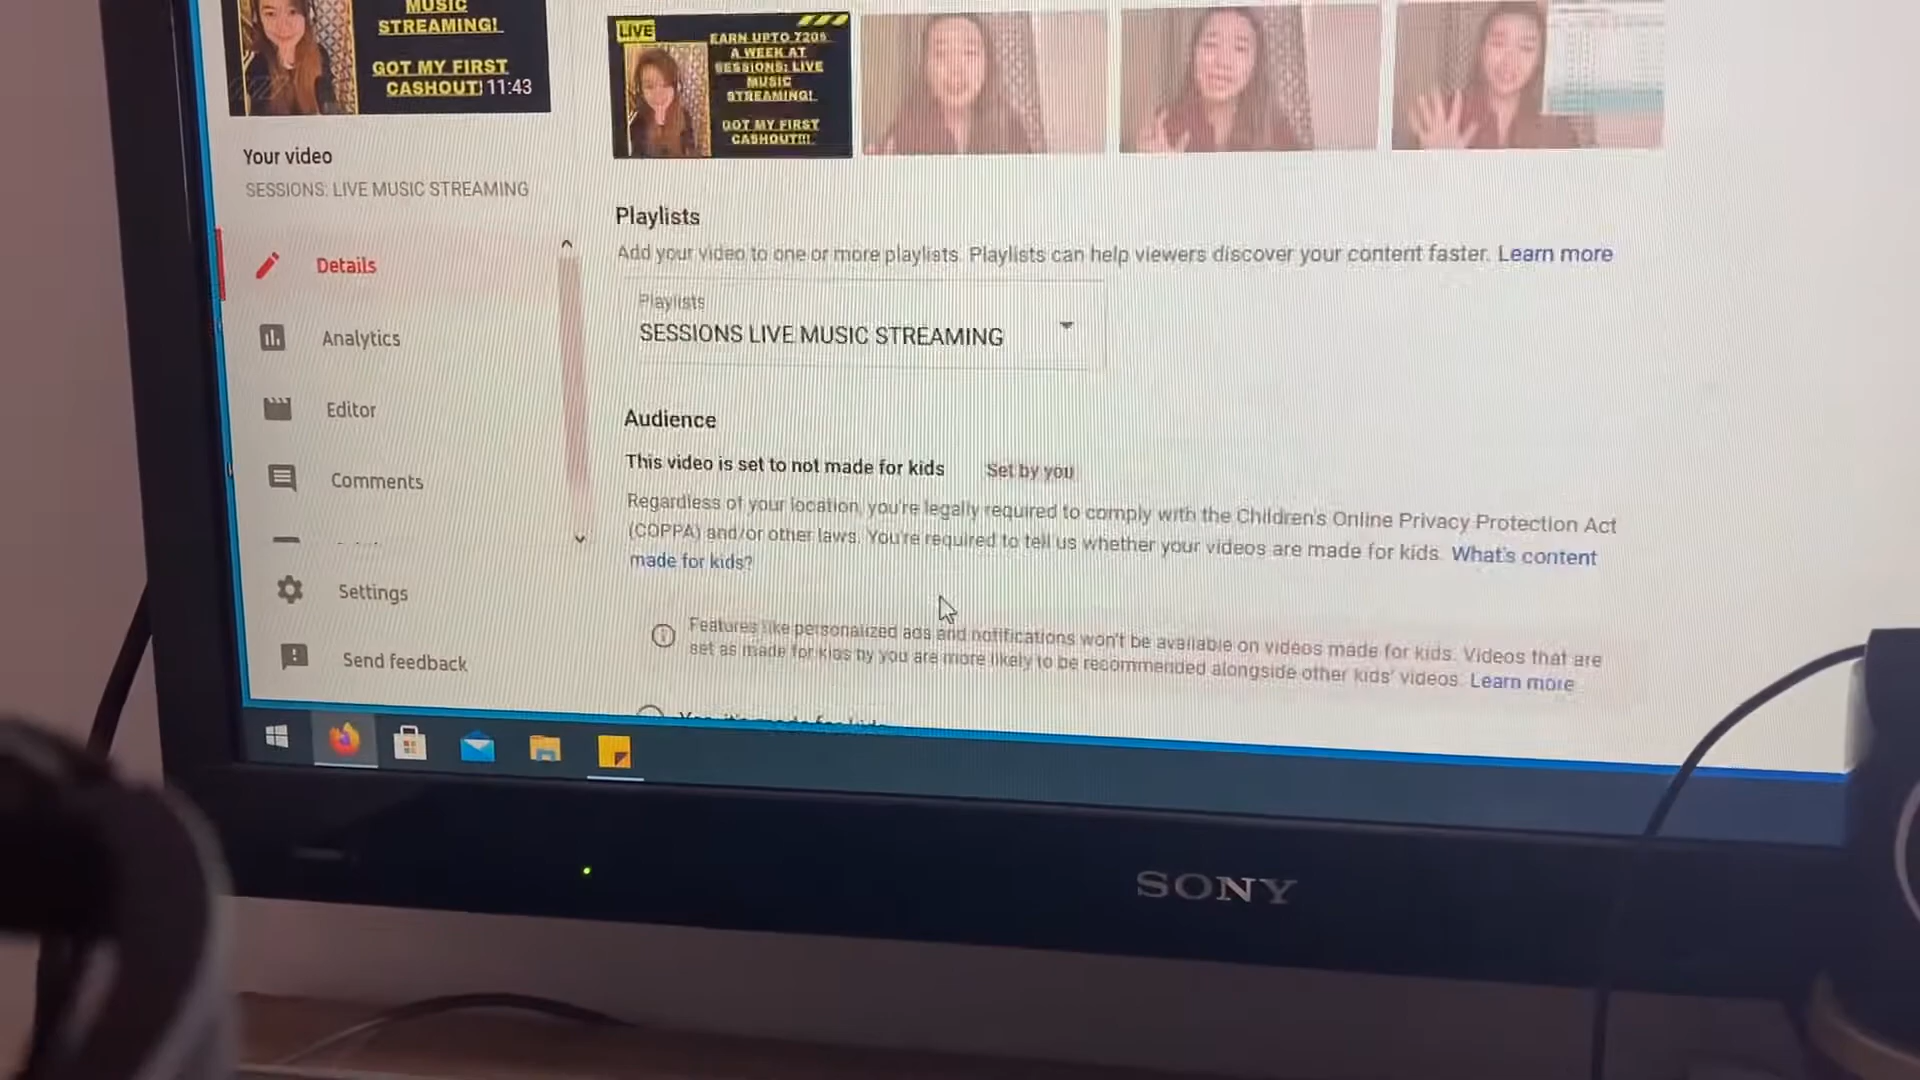 MUSIC
STREAMING!
GOT MY FIRST
CASHOUT! 11:43
LIVE
EARN UPTO 720$
A WEEK AT
SESSIONS: LIVE
MUSIC
STREAMING!
GOT MY FIRST
CASHOUT!!!
Your video
SESSIONS: LIVE MUSIC STREAMING
Details
Analytics
Editor
Comments
Settings
Send feedback
Playlists
Add your video to one or more playlists. Playlists can help viewers discover your content faster. Learn more
Playlists
SESSIONS LIVE MUSIC STREAMING
Audience
This video is set to not made for kids Set by you
Regardless of your location, you're legally required to comply with the Children's Online Privacy Protection Act
(COPPA) and/or other laws. You're required to tell us whether your videos are made for kids. What's content
made for kids?
Features like personalized ads and notifications won't be available on videos made for kids. Videos that are
set as made for kids by you are more likely to be recommended alongside other kids' videos. Learn more
Yes, it's made for kids
SONY